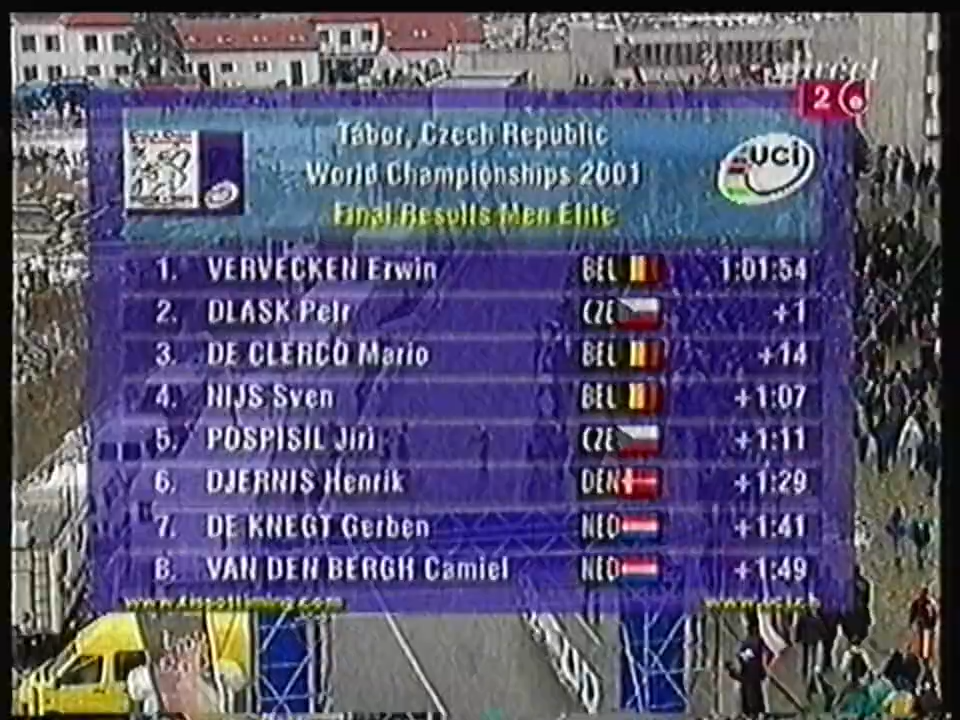 2
Tábor, Czech Republic
World Championships 2001
Final Results Men Elite
UCI
1. VERVECKEN Erwin BEL 1:01:54
2. DLASK Petr CZE +1
3. DE CLERCQ Mario BEL +14
4. NIJS Sven BEL +1:07
5. POSPISIL Jiri CZE +1:11
6. DJERNIS Henrik DEN +1:29
7. DE KNEGT Gerben NED +1:41
8. VAN DEN BERGH Camiel NED +1:49